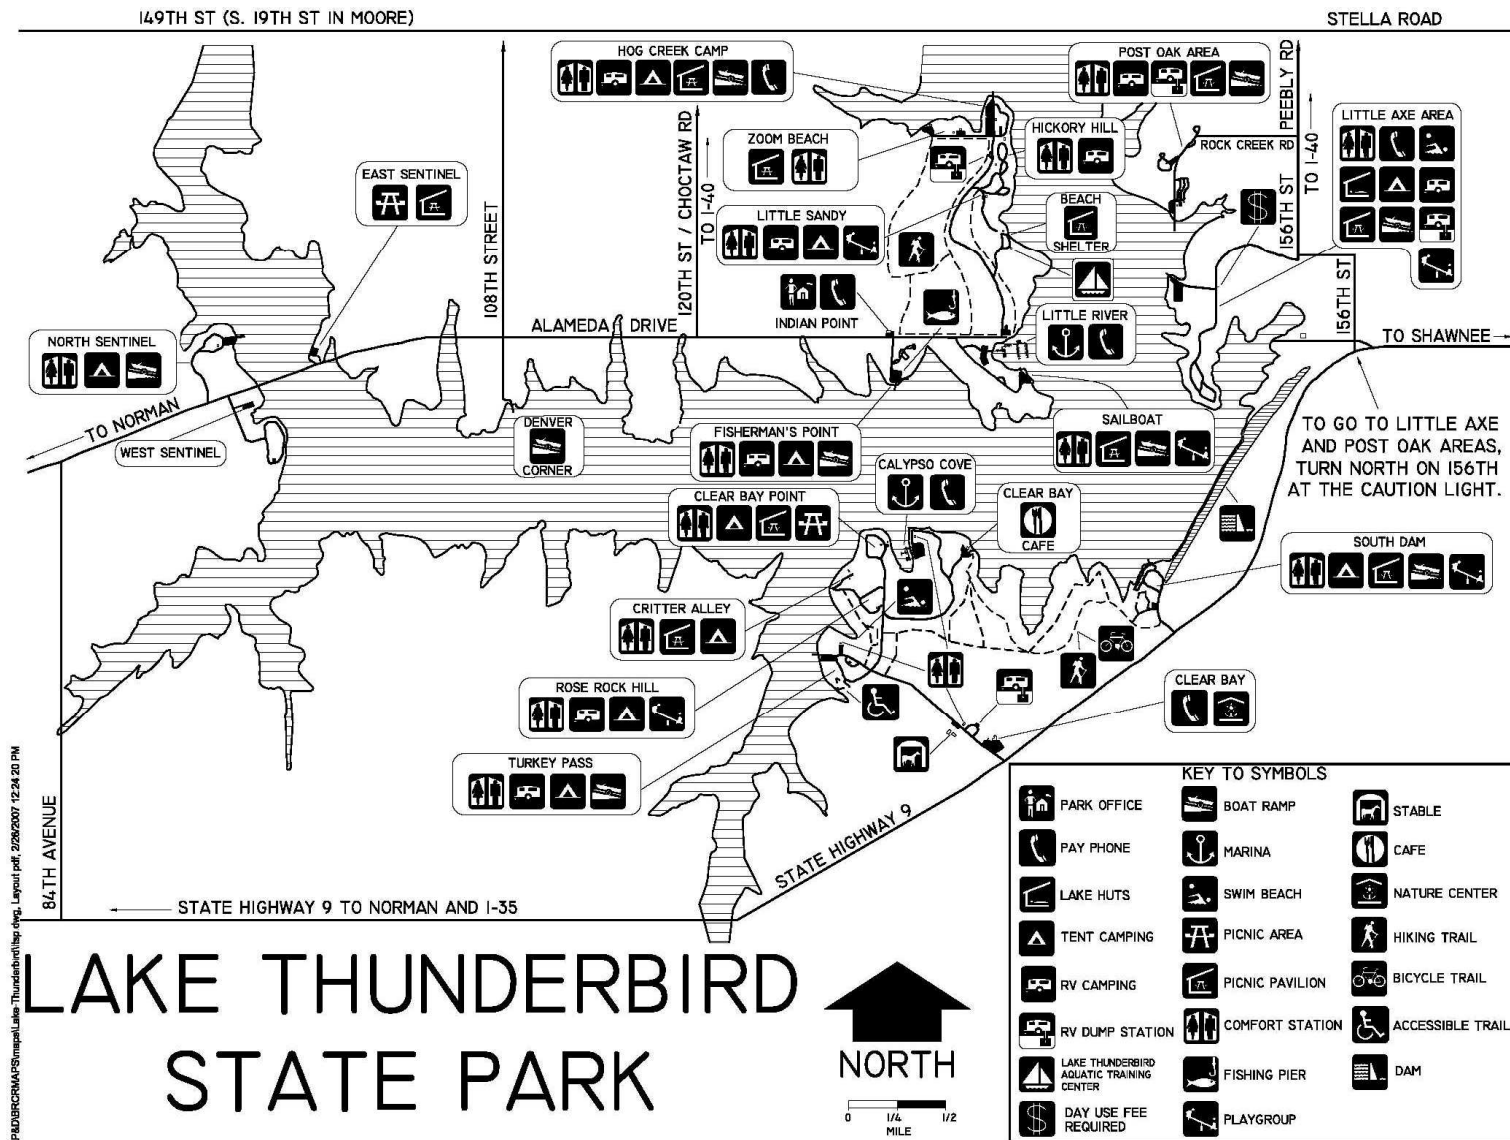 149TH ST (S. 19TH ST IN MOORE)
STELLA ROAD
HOG CREEK CAMP
POST OAK AREA
PEEBLY RD
LITTLE AXE AREA
ZOOM BEACH
HICKORY HILL
ROCK CREEK RD
TO I-40
120TH ST / CHOCTAW RD
TO I-40
EAST SENTINEL
108TH STREET
LITTLE SANDY
BEACH
SHELTER
156TH ST
156TH ST
INDIAN POINT
LITTLE RIVER
ALAMEDA DRIVE
TO SHAWNEE
NORTH SENTINEL
TO NORMAN
WEST SENTINEL
DENVER
CORNER
FISHERMAN'S POINT
SAILBOAT
TO GO TO LITTLE AXE
AND POST OAK AREAS,
TURN NORTH ON 156TH
AT THE CAUTION LIGHT.
CALYPSO COVE
CLEAR BAY POINT
CLEAR BAY
CAFE
SOUTH DAM
CRITTER ALLEY
ROSE ROCK HILL
CLEAR BAY
TURKEY PASS
84TH AVENUE
STATE HIGHWAY 9
STATE HIGHWAY 9 TO NORMAN AND I-35
KEY TO SYMBOLS
PARK OFFICE
BOAT RAMP
STABLE
PAY PHONE
MARINA
CAFE
LAKE HUTS
SWIM BEACH
NATURE CENTER
TENT CAMPING
PICNIC AREA
HIKING TRAIL
RV CAMPING
PICNIC PAVILION
BICYCLE TRAIL
RV DUMP STATION
COMFORT STATION
ACCESSIBLE TRAIL
LAKE THUNDERBIRD
AQUATIC TRAINING
CENTER
FISHING PIER
DAM
DAY USE FEE
REQUIRED
PLAYGROUP
LAKE THUNDERBIRD
STATE PARK
NORTH
0 1/4 1/2
MILE
Layout pdf, 2/26/2007 12:24:20 PM